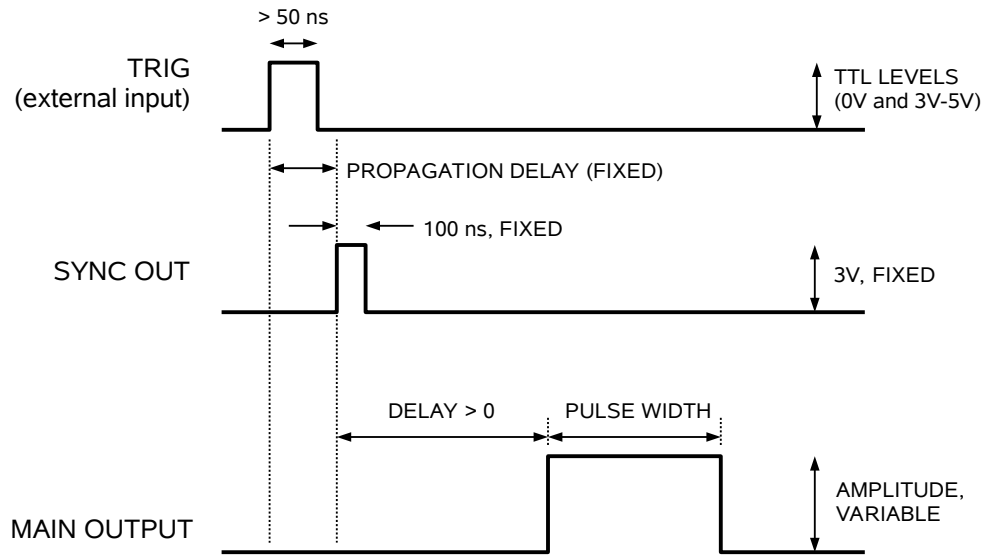 > 50 ns
TRIG
(external input)
TTL LEVELS
(0V and 3V-5V)
PROPAGATION DELAY (FIXED)
100 ns, FIXED
SYNC OUT
3V, FIXED
DELAY > 0
PULSE WIDTH
MAIN OUTPUT
AMPLITUDE,
VARIABLE